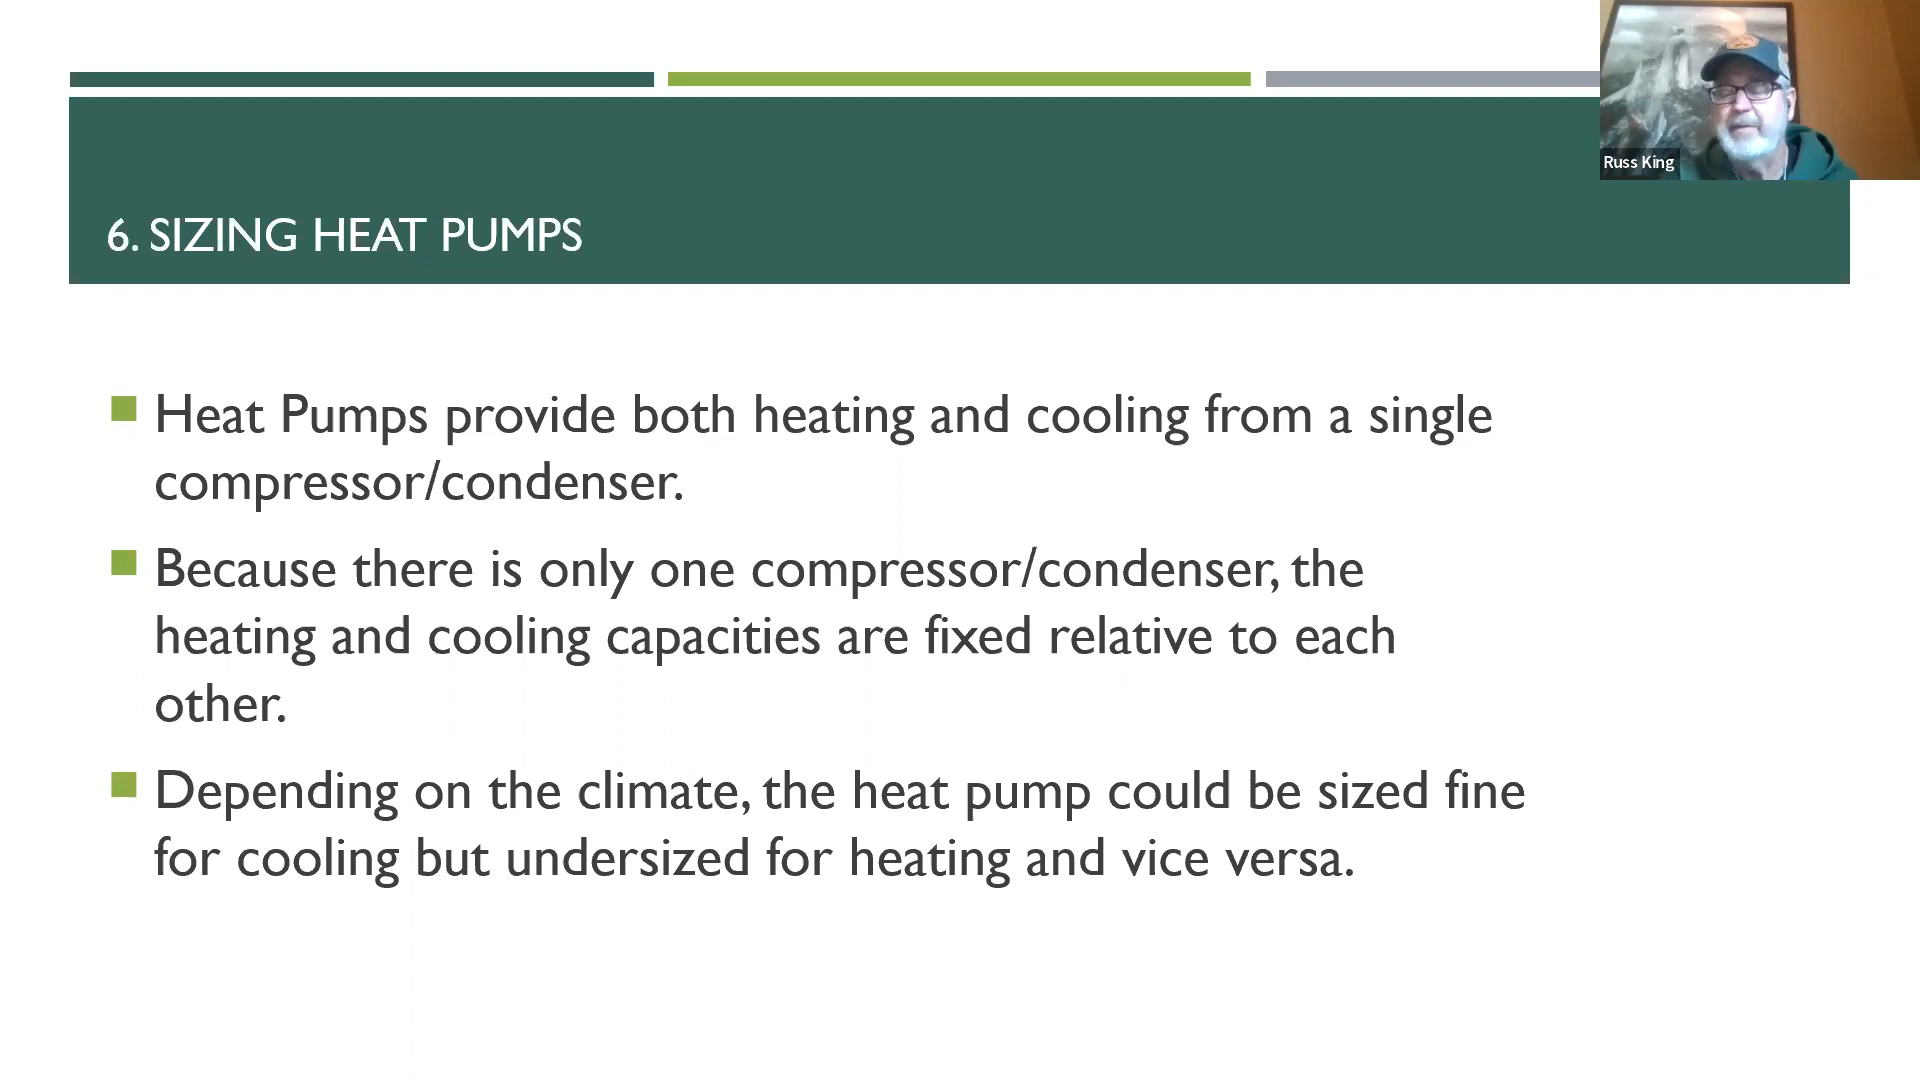 Russ King
6. SIZING HEAT PUMPS
Heat Pumps provide both heating and cooling from a single
compressor/condenser.
Because there is only one compressor/condenser, the
heating and cooling capacities are fixed relative to each
other.
Depending on the climate, the heat pump could be sized fine
for cooling but undersized for heating and vice versa.